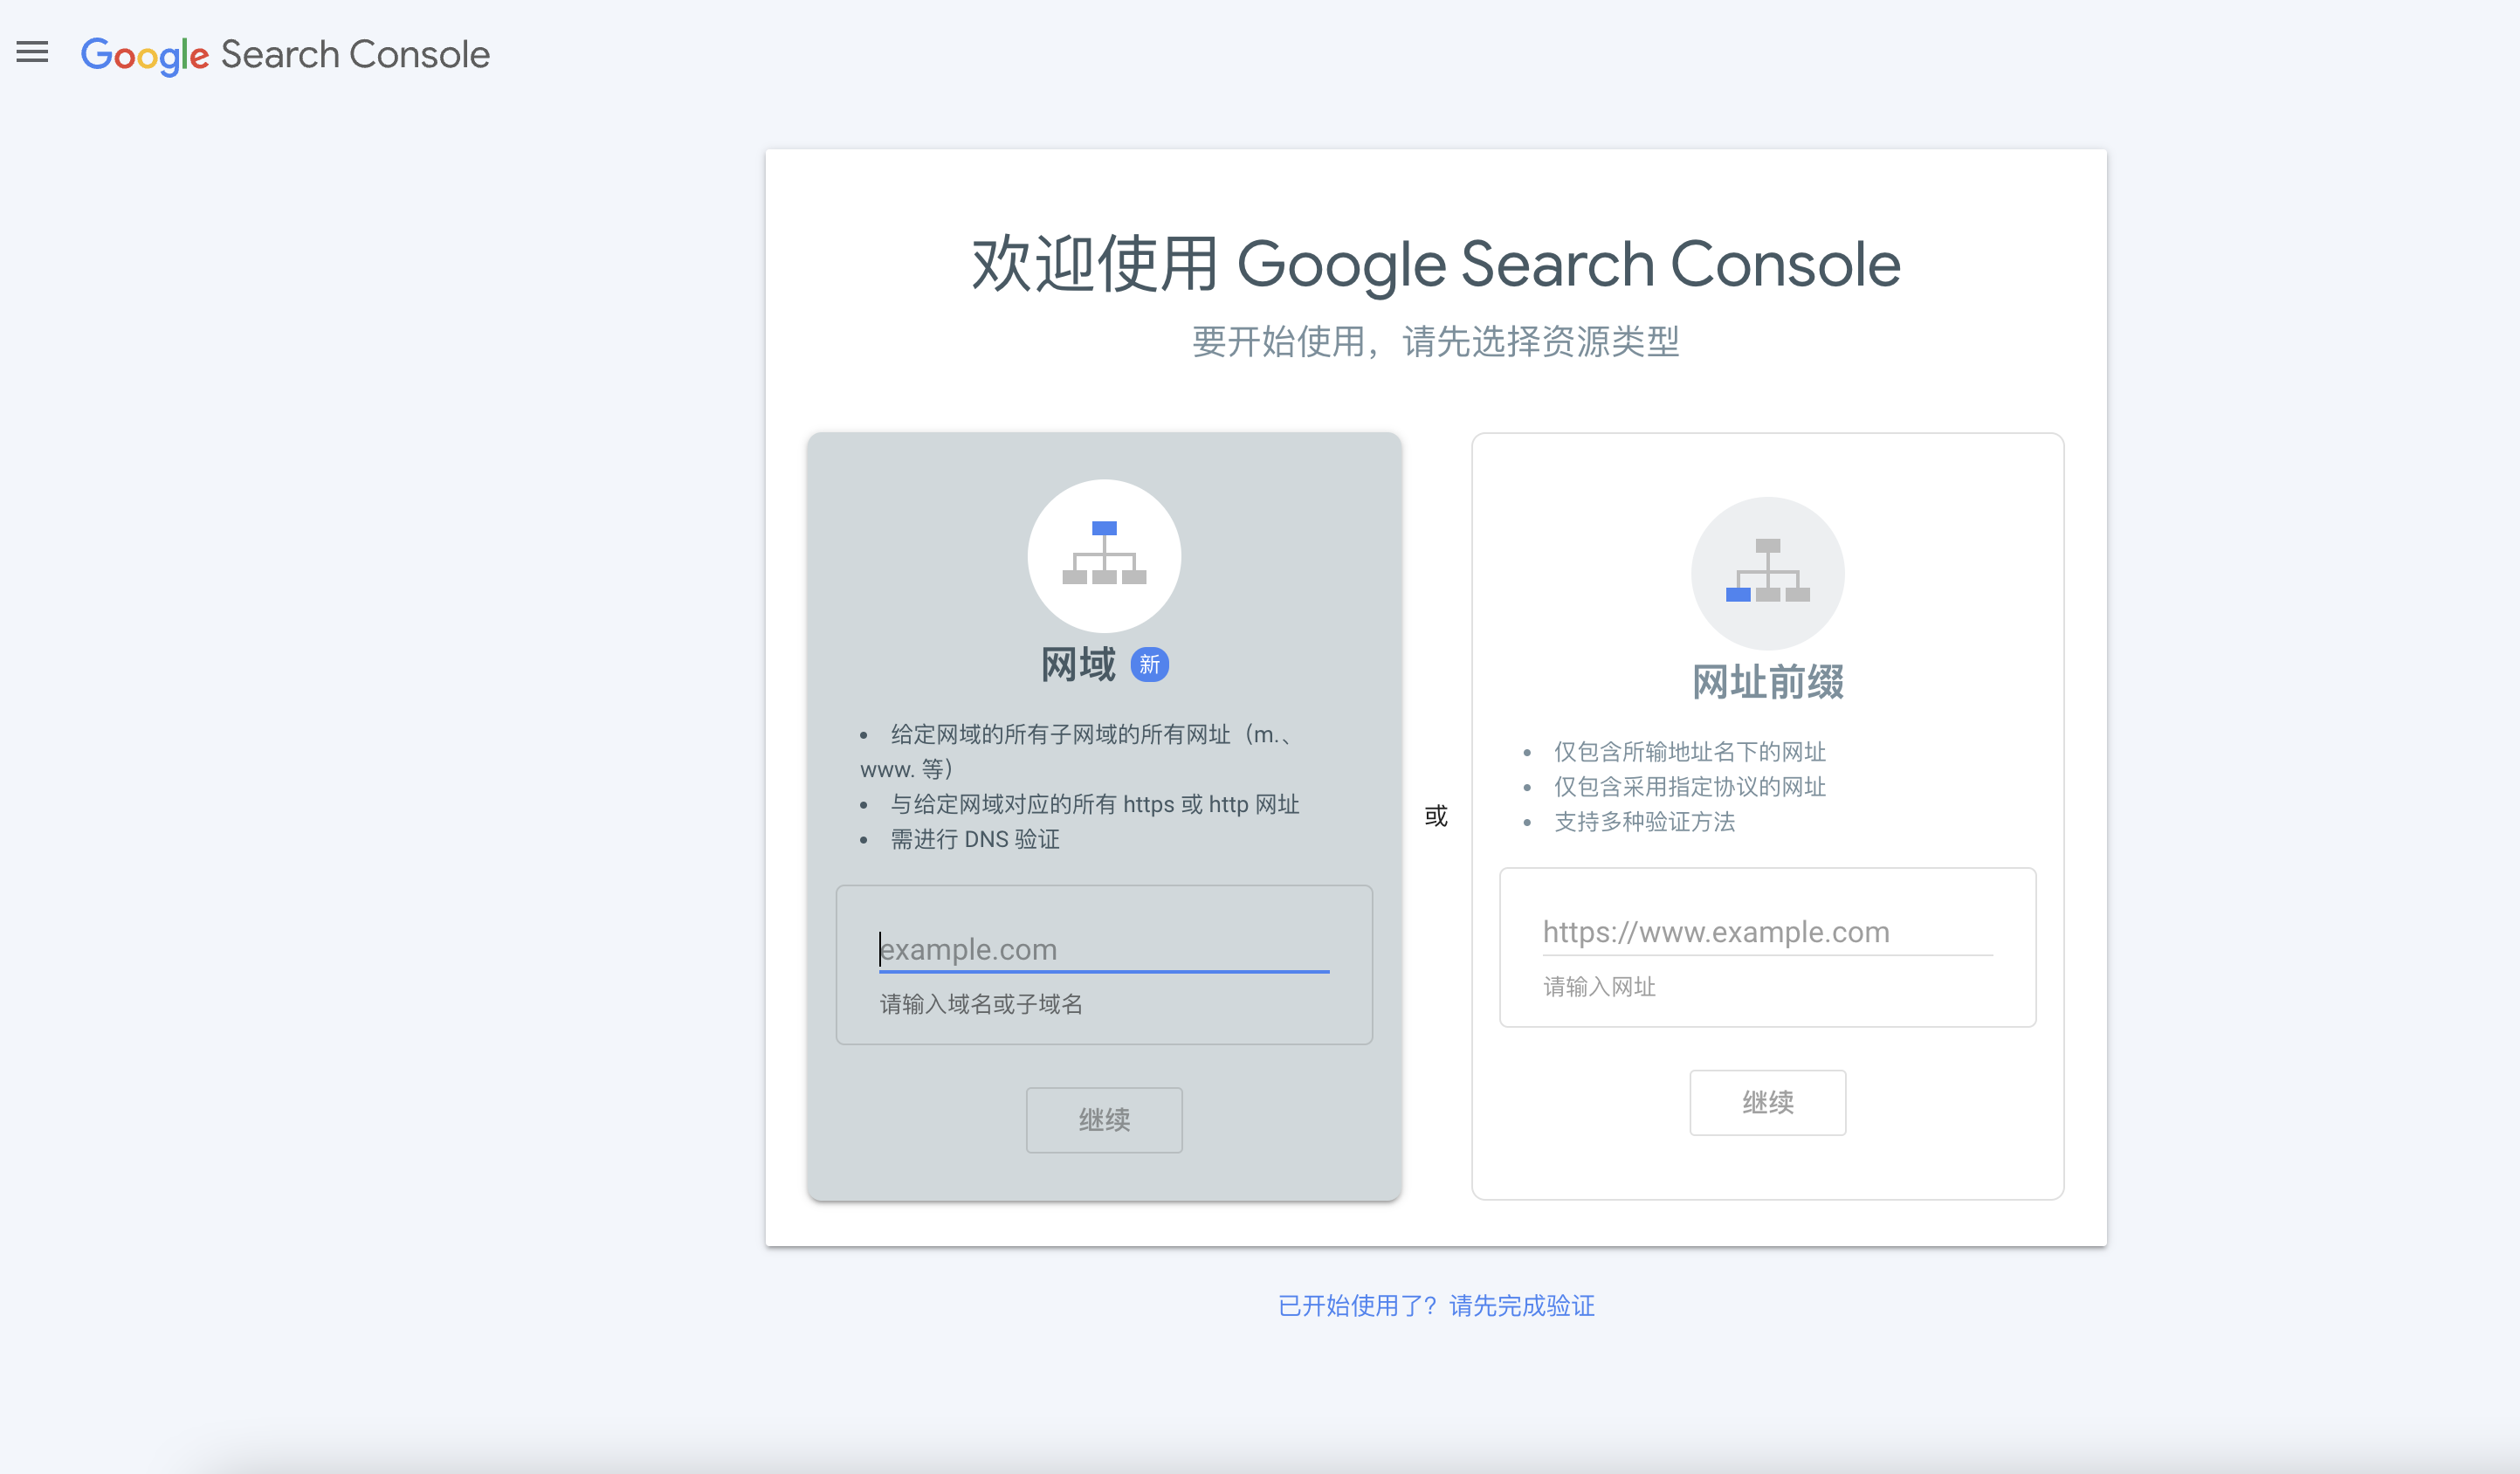 Google Search Console
欢迎使用 Google Search Console
要开始使用，请先选择资源类型
网域 新
• 给定网域的所有子网域的所有网址（m.、
www. 等）
• 与给定网域对应的所有 https 或 http 网址
• 需进行 DNS 验证
example.com
请输入域名或子域名
继续
或
网址前缀
• 仅包含所输地址名下的网址
• 仅包含采用指定协议的网址
• 支持多种验证方法
https://www.example.com
请输入网址
继续
已开始使用了？请先完成验证